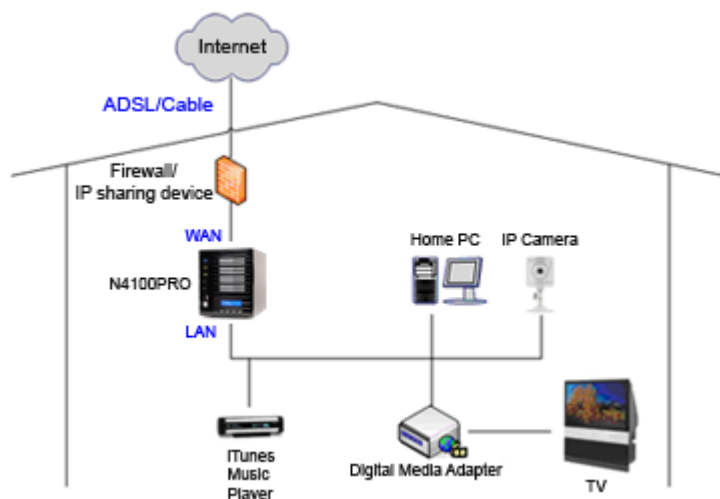 Internet
ADSL/Cable
Firewall/
IP sharing device
WAN
Home PC
IP Camera
N4100PRO
LAN
iTunes
Music
Player
Digital Media Adapter
TV